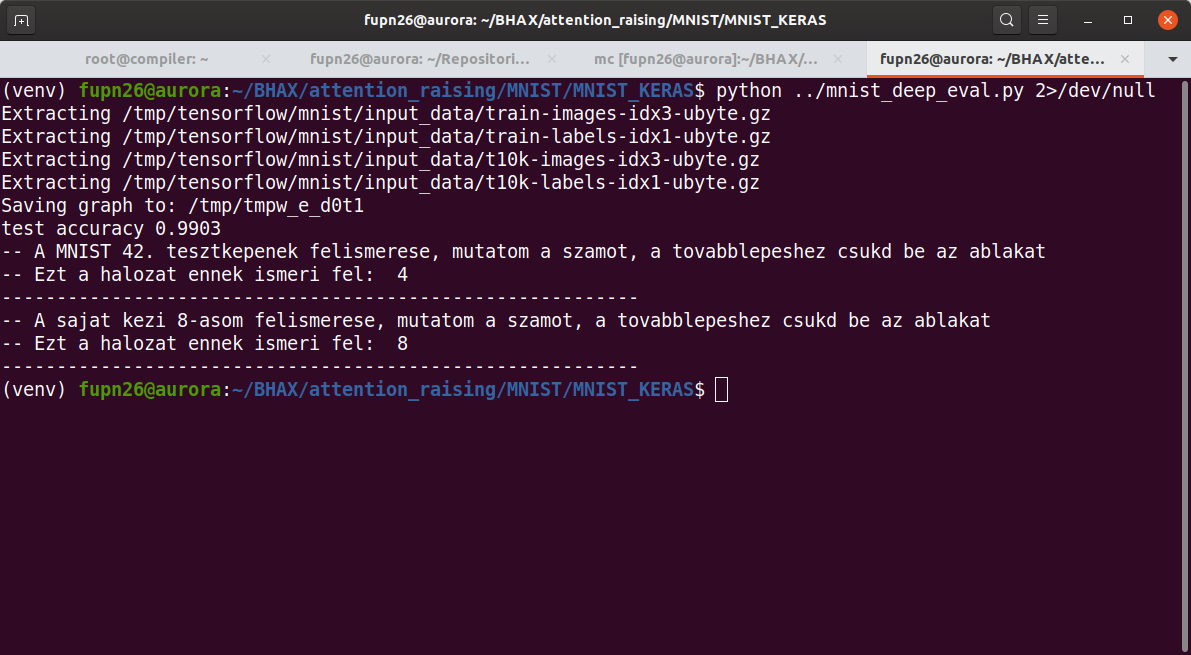 fupn26@aurora: ~/BHAX/attention_raising/MNIST/MNIST_KERAS
root@compiler: ~
fupn26@aurora: ~/Repositori...
mc [fupn26@aurora]:~/BHAX/...
fupn26@aurora: ~/BHAX/atte...
(venv) fupn26@aurora:~/BHAX/attention_raising/MNIST/MNIST_KERAS$ python ../mnist_deep_eval.py 2>/dev/null
Extracting /tmp/tensorflow/mnist/input_data/train-images-idx3-ubyte.gz
Extracting /tmp/tensorflow/mnist/input_data/train-labels-idx1-ubyte.gz
Extracting /tmp/tensorflow/mnist/input_data/t10k-images-idx3-ubyte.gz
Extracting /tmp/tensorflow/mnist/input_data/t10k-labels-idx1-ubyte.gz
Saving graph to: /tmp/tmpw_e_d0t1
test accuracy 0.9903
-- A MNIST 42. tesztkepenek felismerese, mutatom a szamot, a tovabblepeshez csukd be az ablakat
-- Ezt a halozat ennek ismeri fel:  4
----------------------------------------------------------
-- A sajat kezi 8-asom felismerese, mutatom a szamot, a tovabblepeshez csukd be az ablakat
-- Ezt a halozat ennek ismeri fel:  8
----------------------------------------------------------
(venv) fupn26@aurora:~/BHAX/attention_raising/MNIST/MNIST_KERAS$